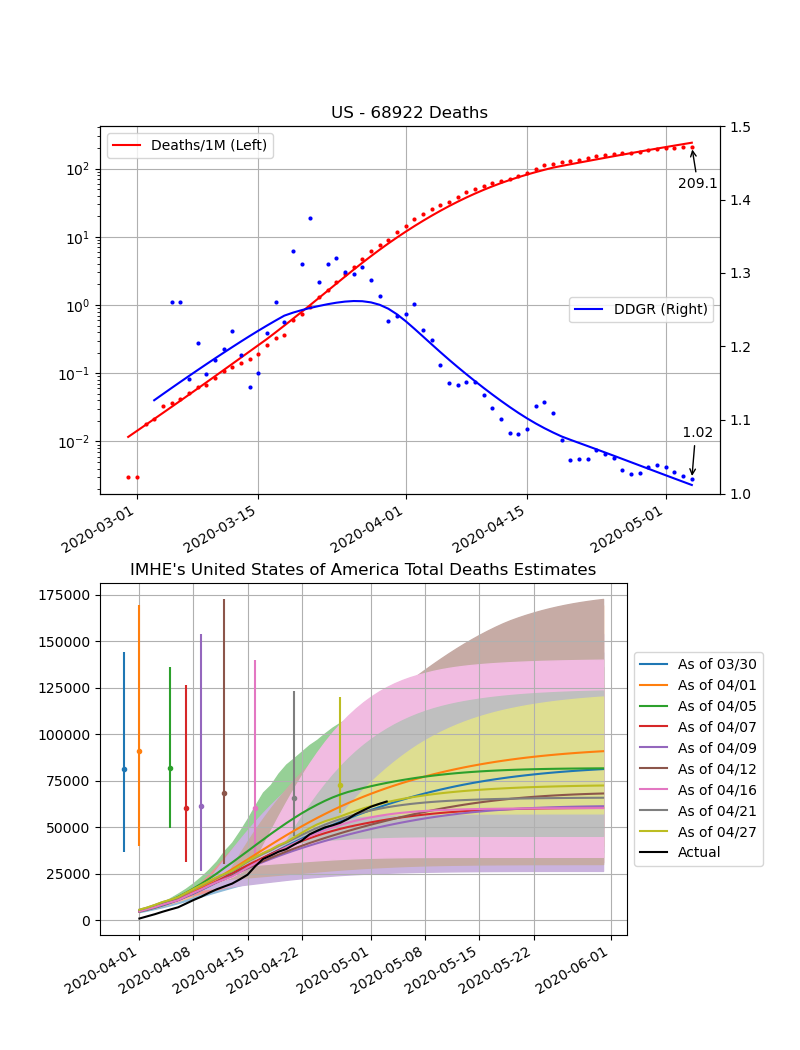 US - 68922 Deaths
Deaths/1M (Left)
DDGR (Right)
209.1
1.02
10²
10¹
10⁰
10⁻¹
10⁻²
1.5
1.4
1.3
1.2
1.1
1.0
2020-03-01
2020-03-15
2020-04-01
2020-04-15
2020-05-01
IMHE's United States of America Total Deaths Estimates
175000
150000
125000
100000
75000
50000
25000
0
2020-04-01
2020-04-08
2020-04-15
2020-04-22
2020-05-01
2020-05-08
2020-05-15
2020-05-22
2020-06-01
As of 03/30
As of 04/01
As of 04/05
As of 04/07
As of 04/09
As of 04/12
As of 04/16
As of 04/21
As of 04/27
Actual